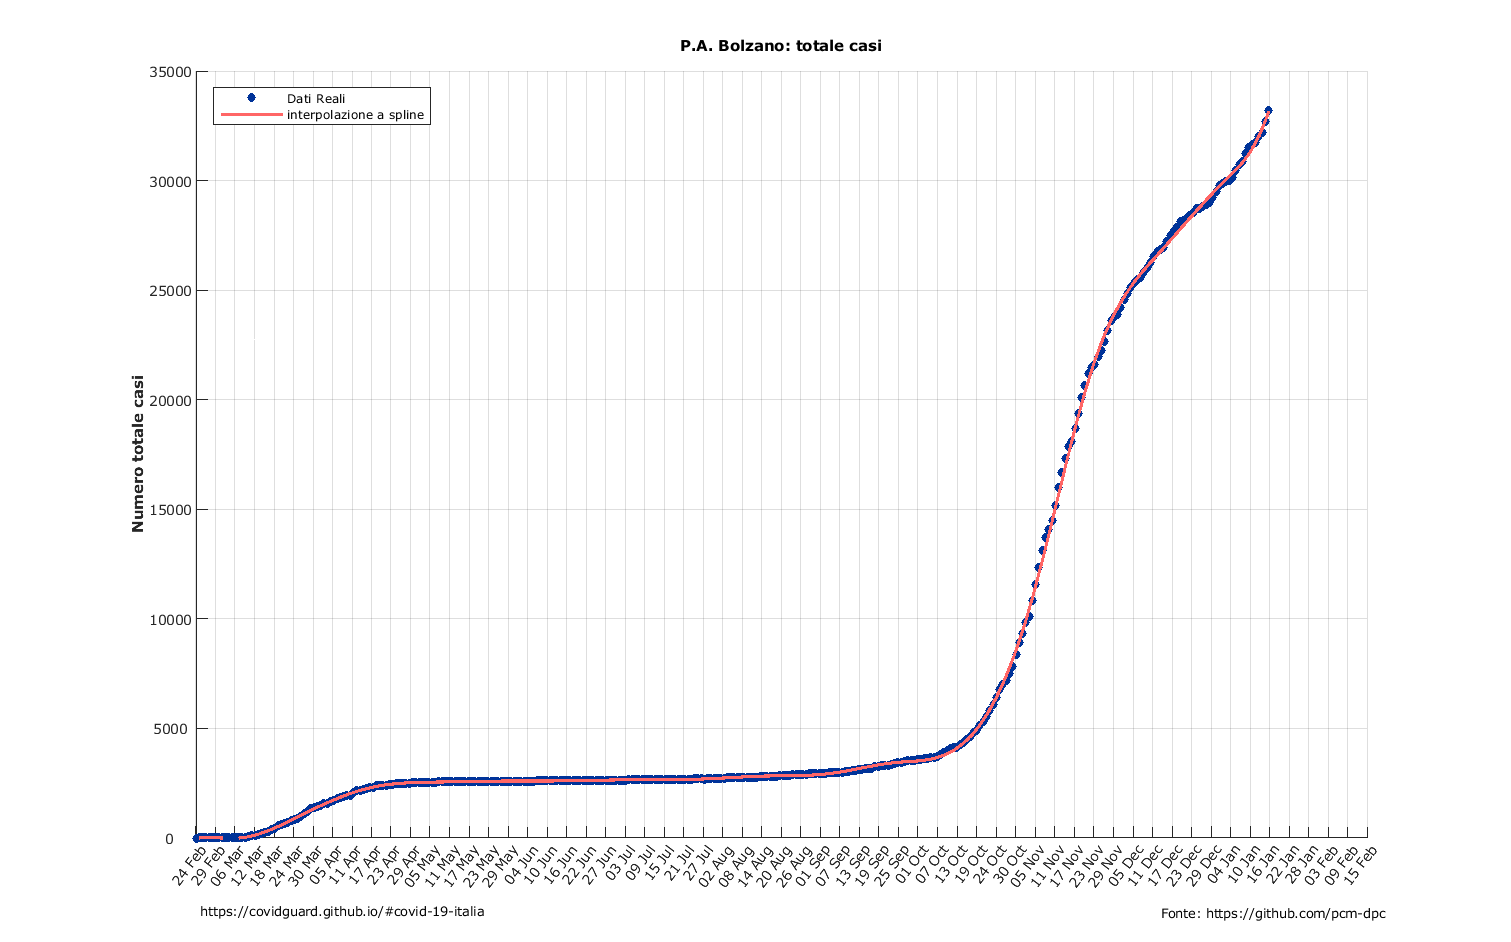 P.A. Bolzano: totale casi
Dati Reali
interpolazione a spline
Numero totale casi
35000
30000
25000
20000
15000
10000
5000
0
24 Feb
29 Feb
06 Mar
12 Mar
18 Mar
24 Mar
30 Mar
05 Apr
11 Apr
17 Apr
23 Apr
29 Apr
05 May
11 May
17 May
23 May
29 May
04 Jun
10 Jun
16 Jun
22 Jun
27 Jun
03 Jul
09 Jul
15 Jul
21 Jul
27 Jul
02 Aug
08 Aug
14 Aug
20 Aug
26 Aug
01 Sep
07 Sep
13 Sep
19 Sep
25 Oct
01 Oct
07 Oct
13 Oct
19 Oct
24 Oct
30 Oct
05 Nov
11 Nov
17 Nov
23 Nov
29 Nov
05 Dec
11 Dec
17 Dec
23 Dec
29 Dec
04 Jan
10 Jan
16 Jan
22 Jan
28 Jan
03 Feb
09 Feb
15 Feb
https://covidguard.github.io/#covid-19-italia
Fonte: https://github.com/pcm-dpc